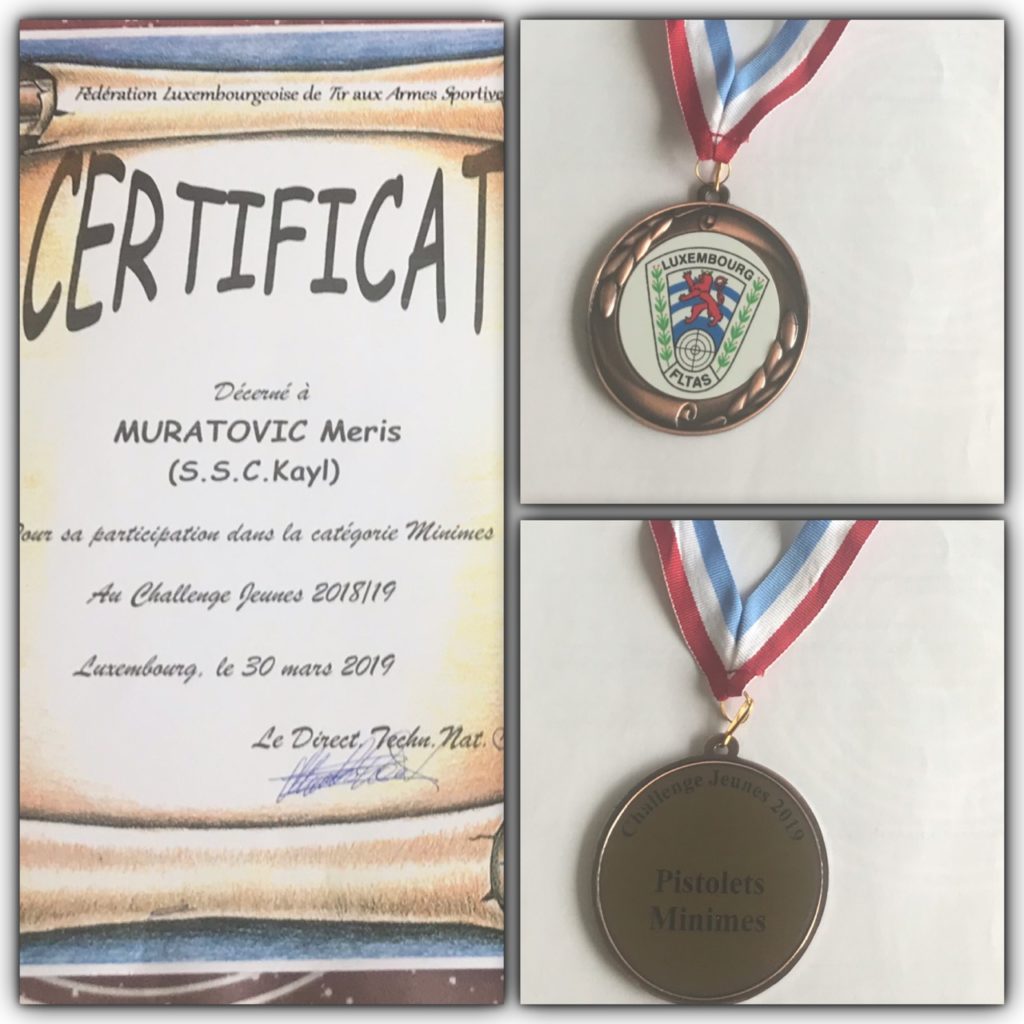 Fédération Luxembourgeoise de Tir aux Armes Sportive
CERTIFICAT
Décerné à
MURATOVIC Meris
(S.S.C.Kayl)
Pour sa participation dans la catégorie Minimes
Au Challenge Jeunes 2018/19
Luxembourg, le 30 mars 2019
Le Direct.Techn.Nat.
LUXEMBOURG
FLTAS
Challenge Jeunes 2019
Pistolets
Minimes